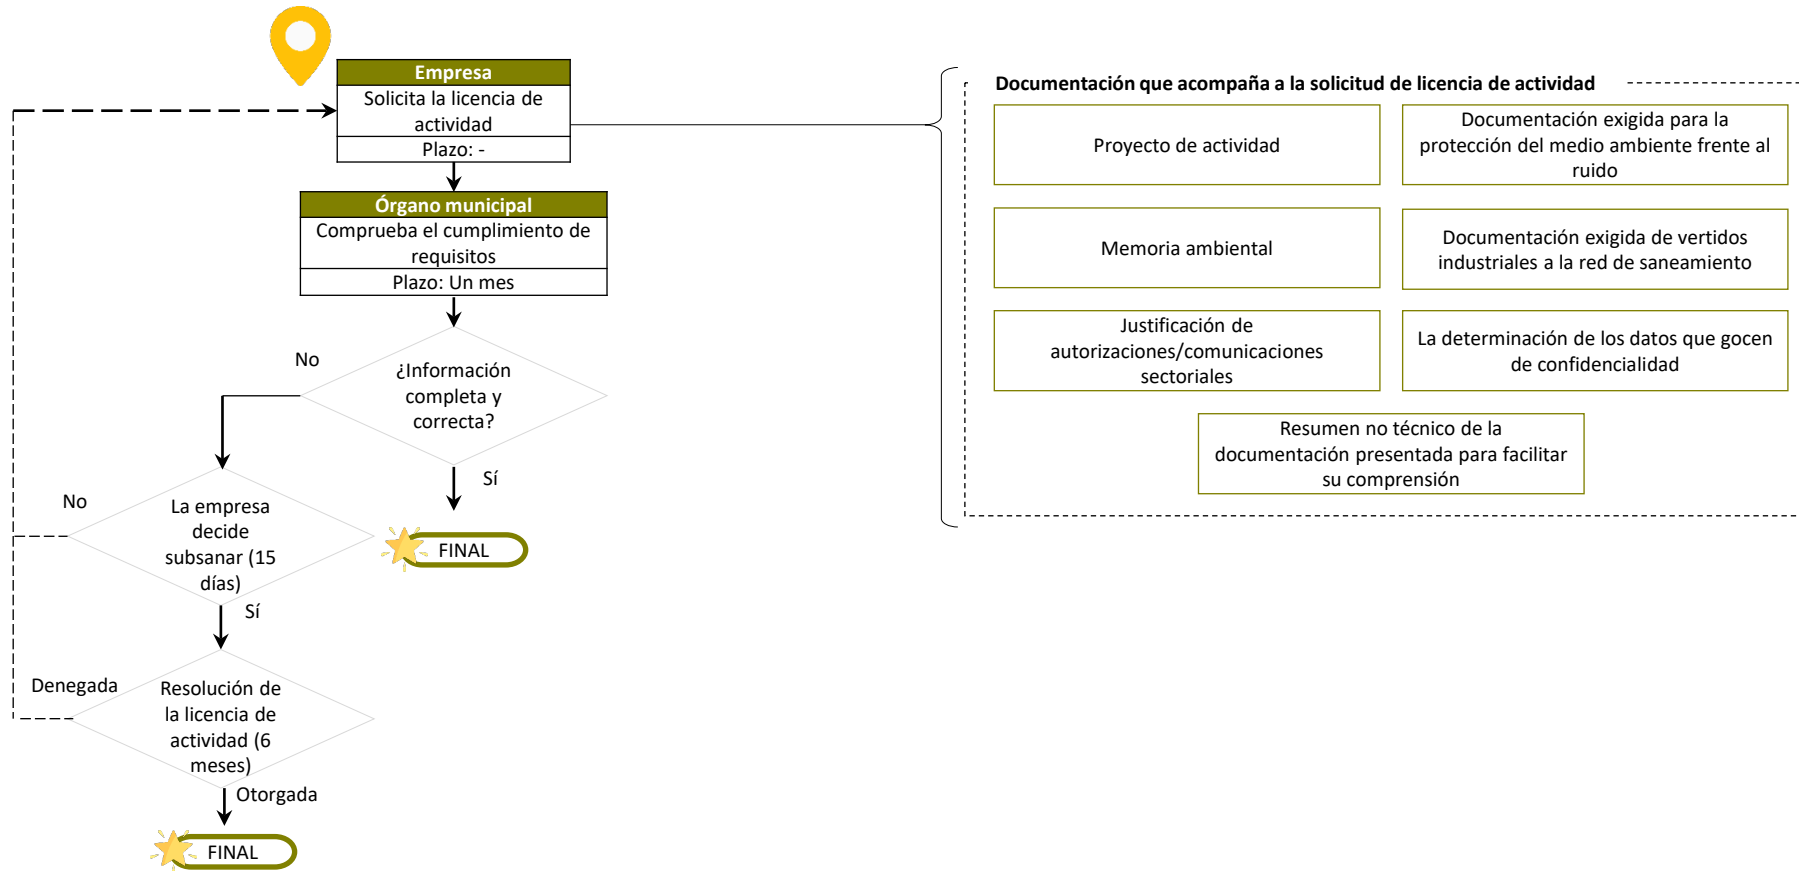 Empresa
Solicita la licencia de
actividad
Plazo: -
Órgano municipal
Comprueba el cumplimiento de
requisitos
Plazo: Un mes
No
¿Información
completa y
correcta?
Sí
FINAL
No
La empresa
decide
subsanar (15
días)
Sí
Denegada
Resolución de
la licencia de
actividad (6
meses)
Otorgada
FINAL
Documentación que acompaña a la solicitud de licencia de actividad
Proyecto de actividad
Documentación exigida para la
protección del medio ambiente frente al
ruido
Memoria ambiental
Documentación exigida de vertidos
industriales a la red de saneamiento
Justificación de
autorizaciones/comunicaciones
sectoriales
La determinación de los datos que gocen
de confidencialidad
Resumen no técnico de la
documentación presentada para facilitar
su comprensión